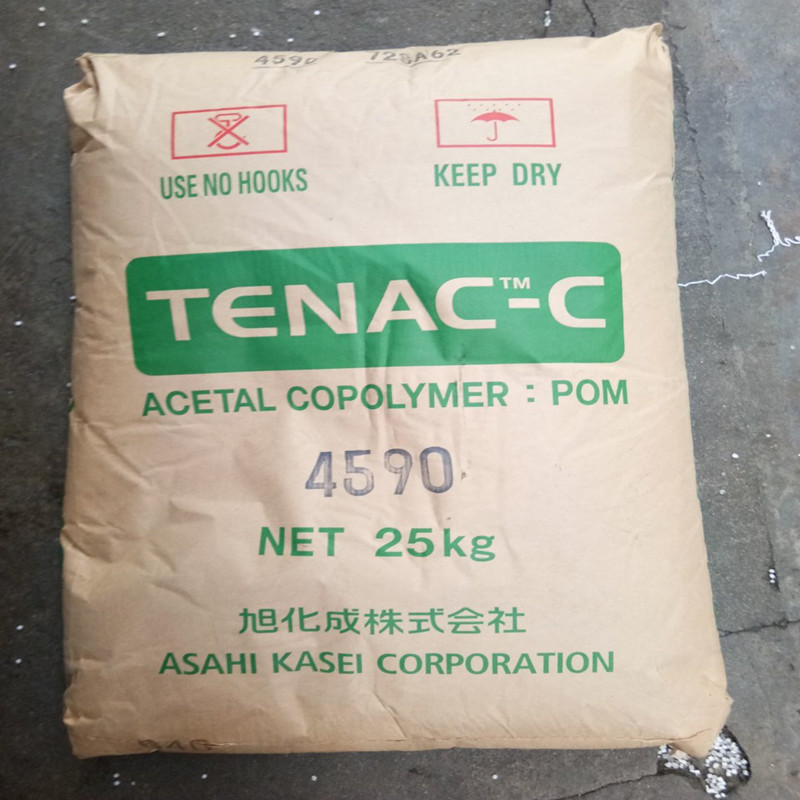 4590 128A62
USE NO HOOKS
KEEP DRY
TENAC™-C
ACETAL COPOLYMER : POM
4590
NET 25kg
旭化成株式会社
ASAHI KASEI CORPORATION